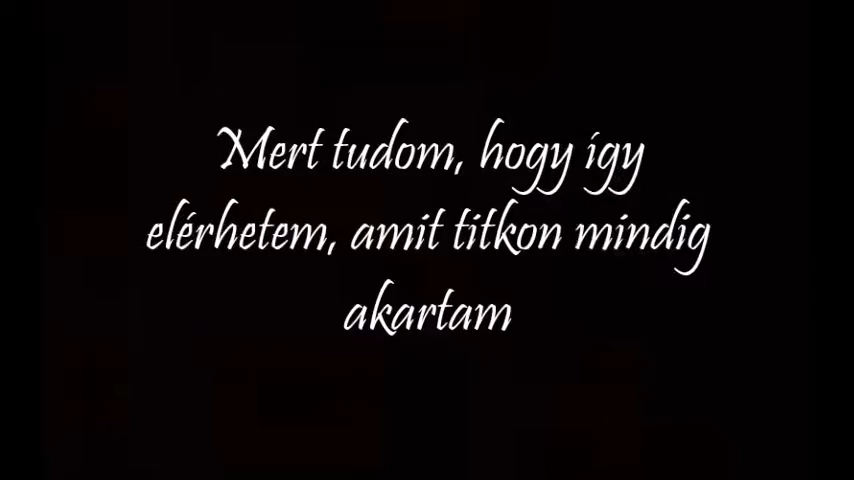 Mert tudom, hogy így
elérhetem, amit titkon mindig
akartam